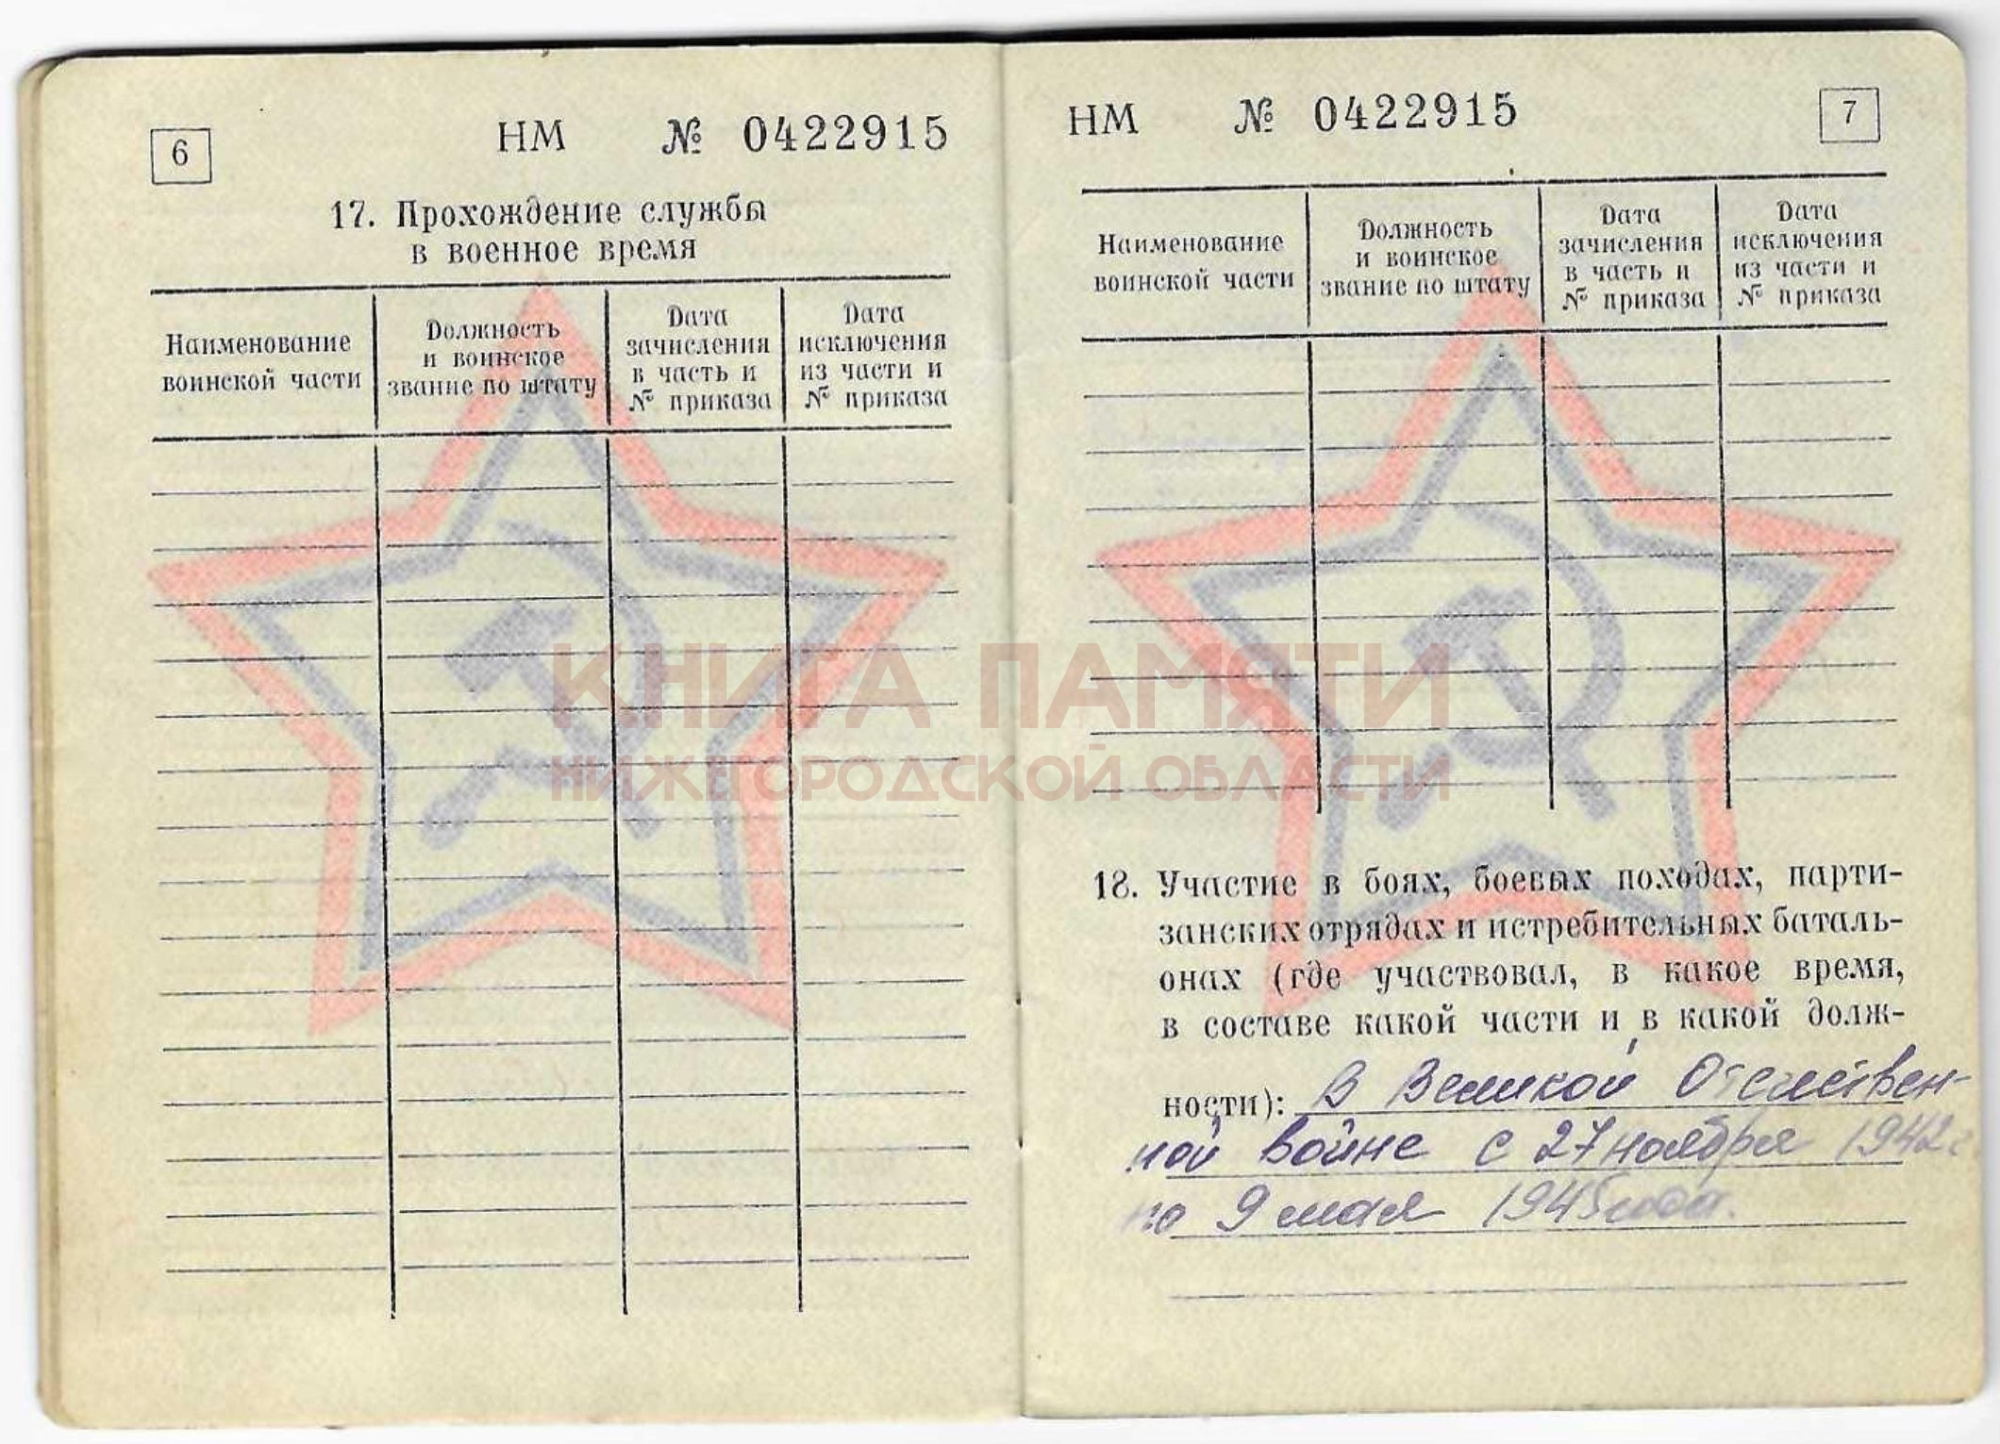 6
НМ № 0422915
17. Прохождение службы
в военное время
Наименование
воинской части
Должность
и воинское
звание по штату
Дата
зачисления
в часть и
№ приказа
Дата
исключения
из части и
№ приказа
НМ № 0422915
7
Наименование
воинской части
Должность
и воинское
звание по штату
Дата
зачисления
в часть и
№ приказа
Дата
исключения
из части и
№ приказа
КНИГА ПАМЯТИ
НИЖЕГОРОДСКОЙ ОБЛАСТИ
18. Участие в боях, боевых походах, парти-
занских отрядах и истребительных баталь-
онах (где участвовал, в какое время,
в составе какой части и в какой долж-
ности): В Великой Отечествен-
ной войне с 27 ноября 1942 г
по 9 мая 1945 года.